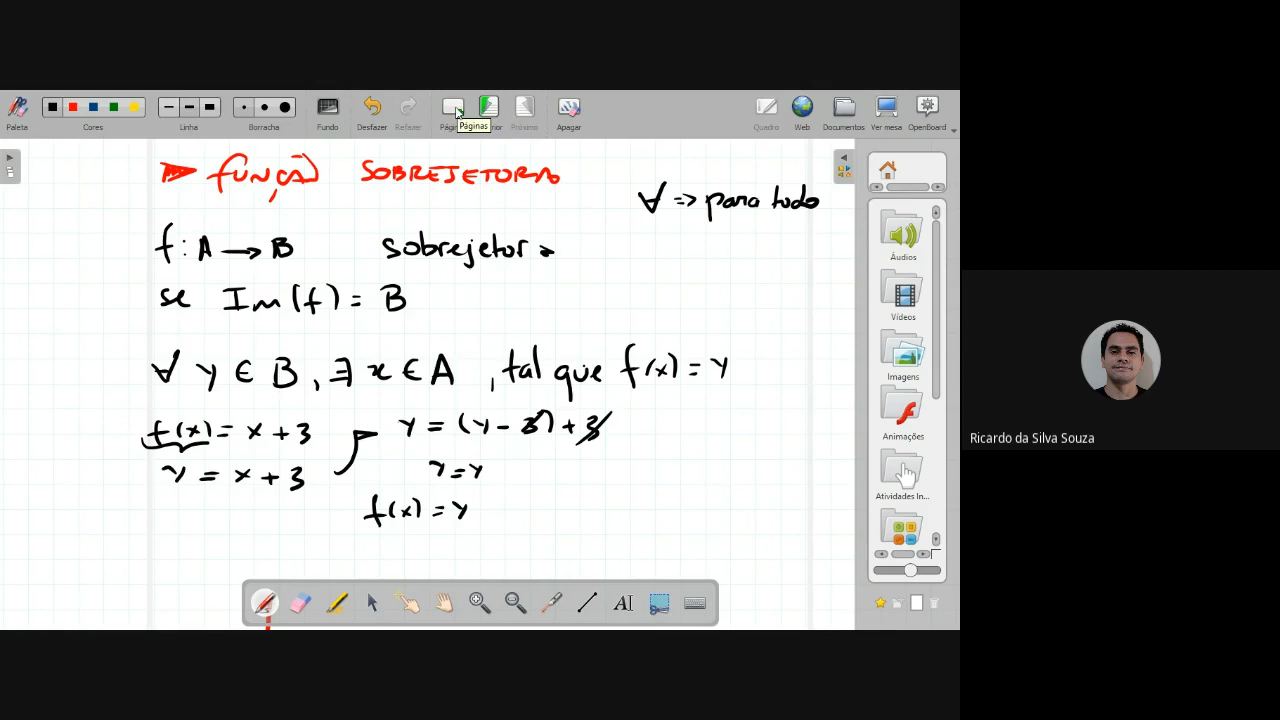 Paleta Cores Linha Borracha Fundo Desfazer Refazer Próximo Apagar Quadro Web Documentos Ver mesa OpenBoard
Páginas
FUNÇÃO SOBREJETORA
∀ => para todo
f: A → B sobrejetora
se Im(f) = B
∀ y ∈ B, ∃ x ∈ A, tal que f(x) = y
f(x) = x + 3
y = (y - 3) + 3
y = x + 3
y = y
f(x) = y
Áudios
Vídeos
Imagens
Animações
Atividades In...
AI
Ricardo da Silva Souza